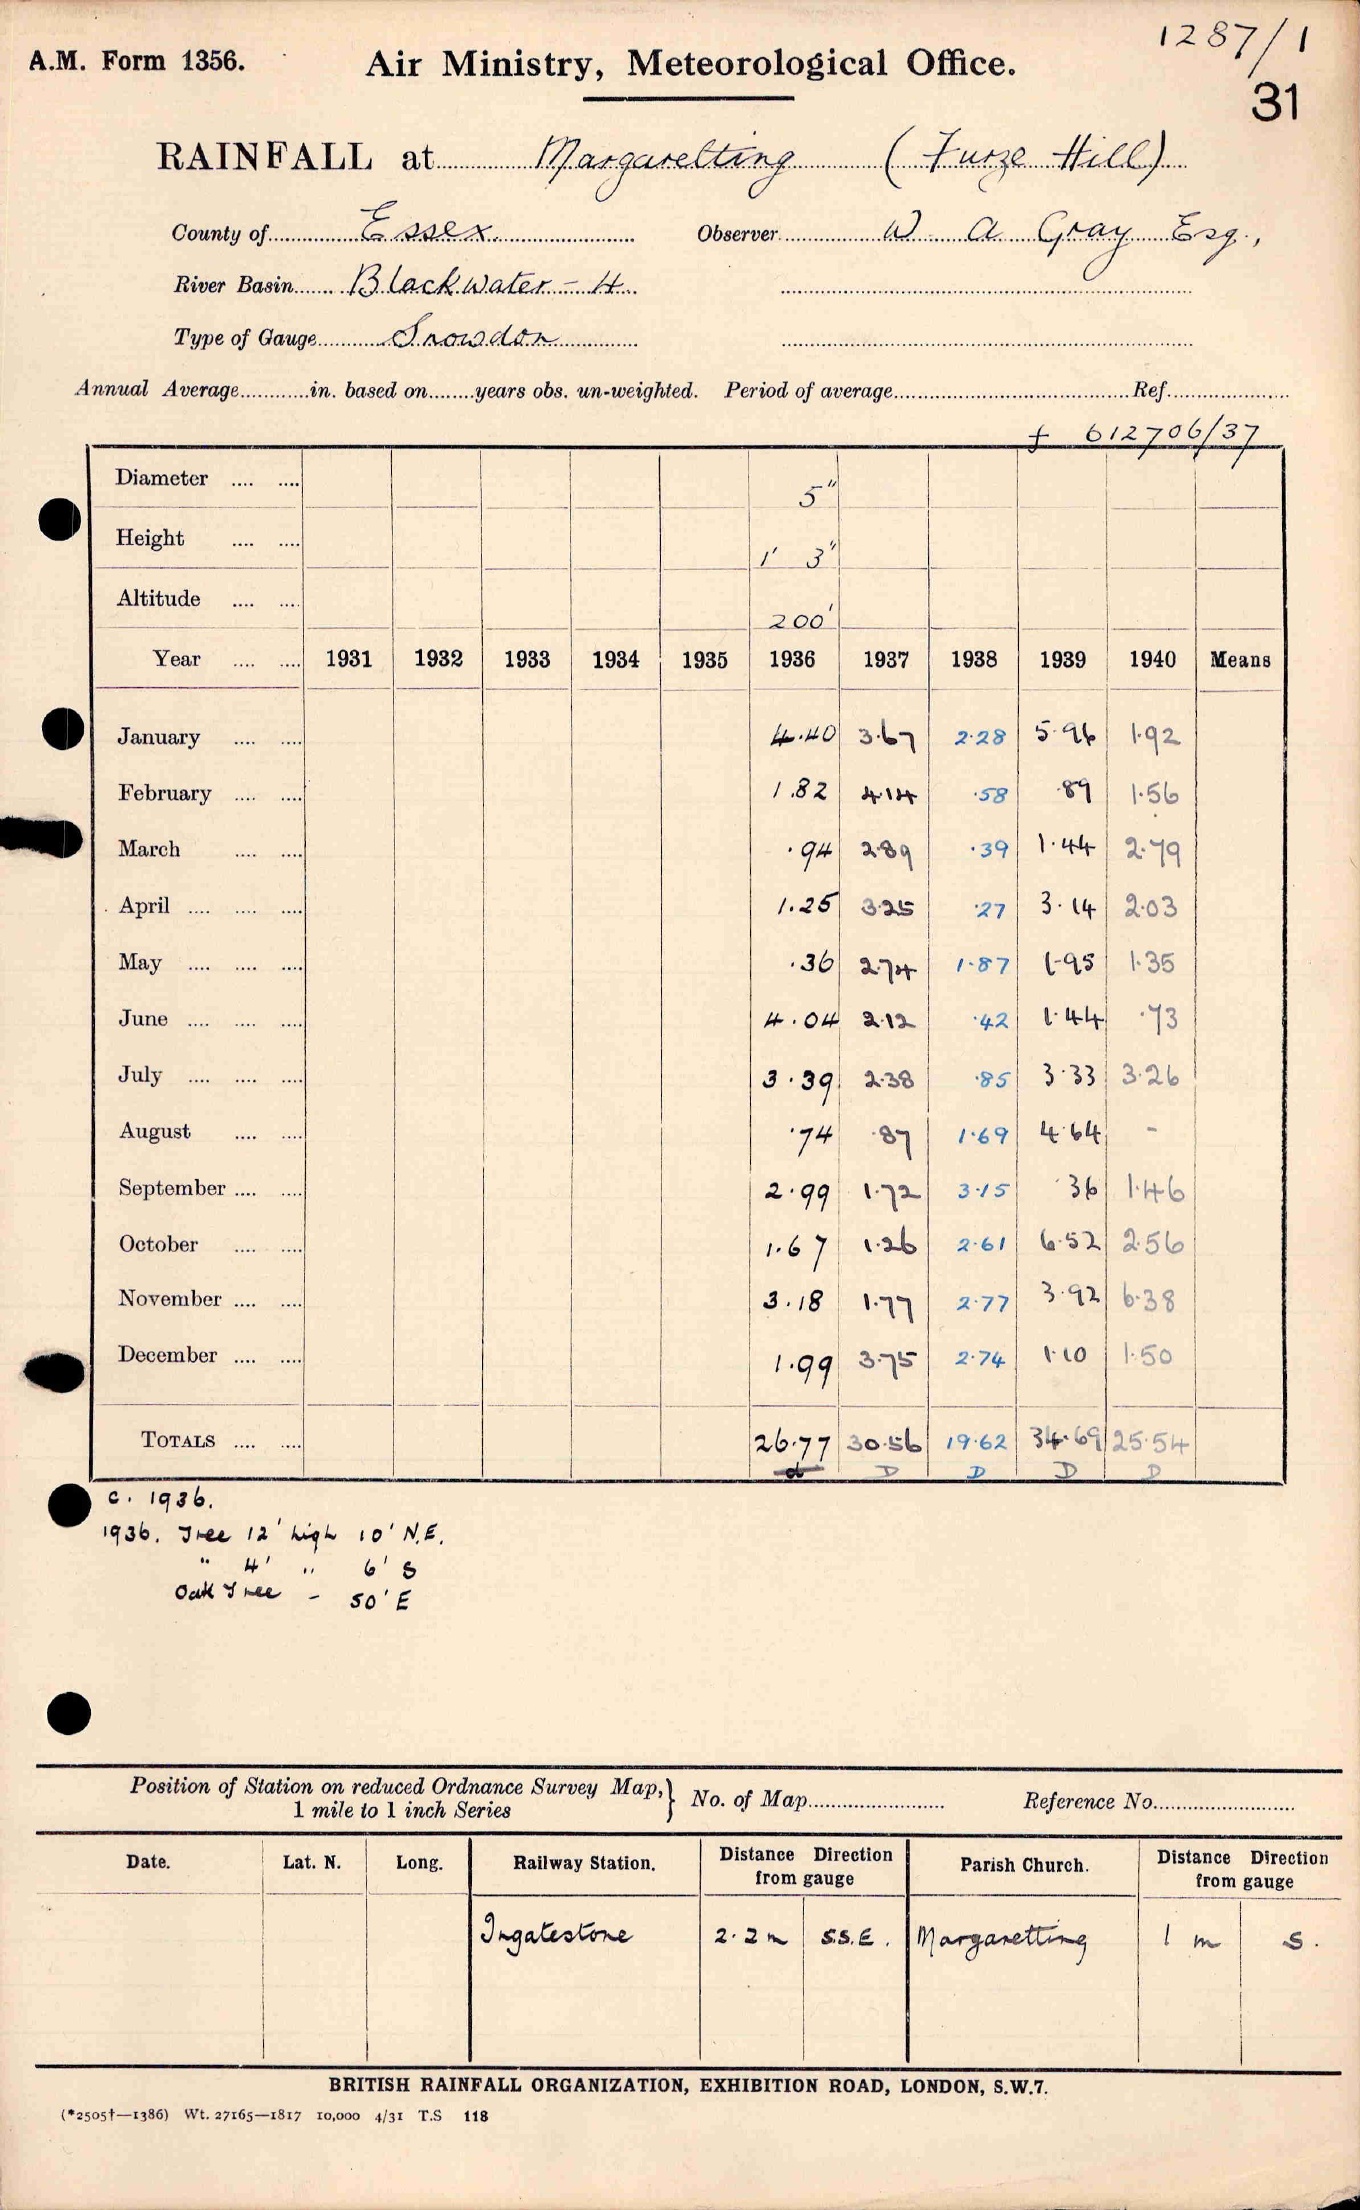 1287/1
A.M. Form 1356.
Air Ministry, Meteorological Office.
31
RAINFALL at Margaretting (Furze Hill)
County of Essex Observer W A Gray Esq.,
River Basin Blackwater - 4
Type of Gauge Snowdon
Annual Average............in. based on........years obs. un-weighted. Period of average........................Ref.....................
† 612706/37
Diameter .... .... 5"
Height .... .... 1' 3"
Altitude .... .... 200'
Year .... .... 1931 1932 1933 1934 1935 1936 1937 1938 1939 1940 Means
January .... .... 4.40 3.67 2.28 5.96 1.92
February .... .... 1.82 4.14 .58 .89 1.56
March .... .... .94 2.89 .39 1.44 2.79
April .... .... .... 1.25 3.25 .27 3.14 2.03
May .... .... .... .36 2.74 1.87 1.95 1.35
June .... .... .... 4.04 2.12 .42 1.44 .73
July .... .... .... 3.39 2.38 .85 3.33 3.26
August .... .... .74 .87 1.69 4.64 -
September .... .... 2.99 1.72 3.15 .36 1.46
October .... .... 1.67 1.26 2.61 6.52 2.56
November .... .... 3.18 1.77 2.77 3.92 6.38
December .... .... 1.99 3.75 2.74 1.10 1.50
TOTALS .... .... 26.77 30.56 19.62 34.69 25.54
d D D D D
c. 1936.
1936. Tree 12' high 10' N.E.
" 4' " 6' S
Oak Tree - 50' E
Position of Station on reduced Ordnance Survey Map,} No. of Map........................ Reference No.........................
1 mile to 1 inch Series
Date. Lat. N. Long. Railway Station. Distance Direction from gauge Parish Church. Distance Direction from gauge
Ingatestone 2.2 m S.S.E. Margaretting 1 m S.
BRITISH RAINFALL ORGANIZATION, EXHIBITION ROAD, LONDON, S.W.7.
(*2505†—1386) Wt. 27165—1817 10,000 4/31 T.S 118